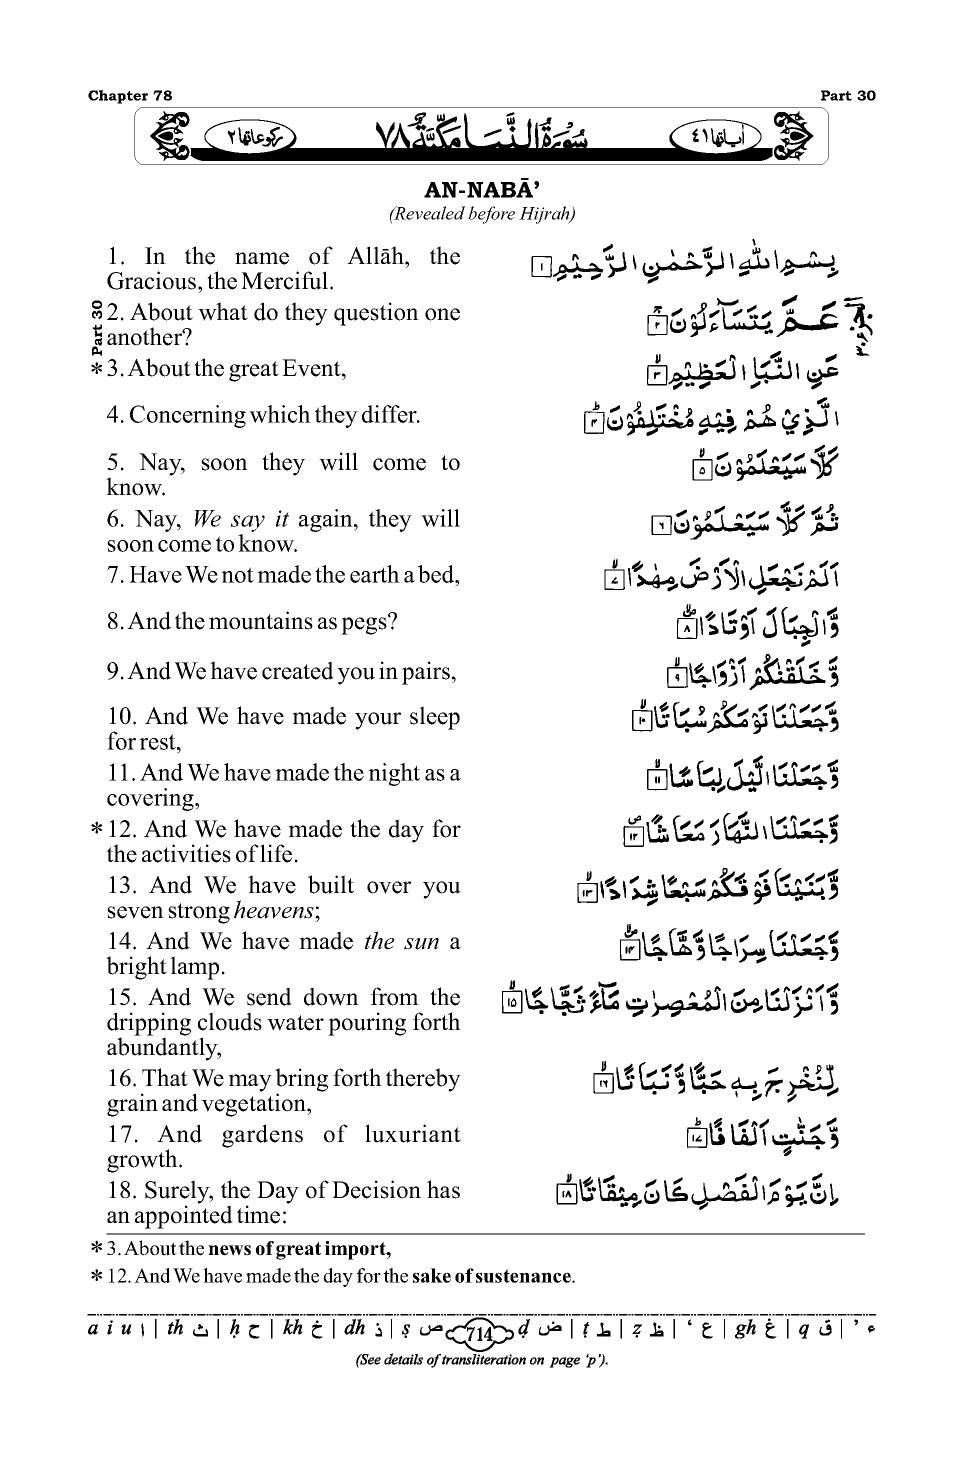 Chapter 78
Part 30
رکوعاتها ٢
سُوْرَةُ النَّبَا مَكِّيَّةٌ ٧٨
اٰیاتها ٤١
AN-NABĀ’
(Revealed before Hijrah)
1. In the name of Allāh, the
Gracious, the Merciful.
بِسْمِ اللّٰهِ الرَّحْمٰنِ الرَّحِيْمِ ١
Part 30
2. About what do they question one
another?
عَمَّ يَتَسَآءَلُوْنَ ۚ ٢
* 3. About the great Event,
عَنِ النَّبَاِ الْعَظِيْمِ ۙ ٣
4. Concerning which they differ.
الَّذِيْ هُمْ فِيْهِ مُخْتَلِفُوْنَ ؕ ٤
5. Nay, soon they will come to
know.
كَلَّا سَيَعْلَمُوْنَ ۙ ٥
6. Nay, We say it again, they will
soon come to know.
ثُمَّ كَلَّا سَيَعْلَمُوْنَ ٦
7. Have We not made the earth a bed,
اَلَمْ نَجْعَلِ الْاَرْضَ مِهٰدًا ۙ ٧
8. And the mountains as pegs?
وَّالْجِبَالَ اَوْتَادًا ۪ۙ ٨
9. And We have created you in pairs,
وَّخَلَقْنٰكُمْ اَزْوَاجًا ۙ ٩
10. And We have made your sleep
for rest,
وَّجَعَلْنَا نَوْمَكُمْ سُبَاتًا ۙ ١٠
11. And We have made the night as a
covering,
وَّجَعَلْنَا الَّيْلَ لِبَاسًا ۙ ١١
* 12. And We have made the day for
the activities of life.
وَّجَعَلْنَا النَّهَارَ مَعَاشًا ۪ ١٢
13. And We have built over you
seven strong heavens;
وَّبَنَيْنَا فَوْقَكُمْ سَبْعًا شِدَادًا ۙ ١٣
14. And We have made the sun a
bright lamp.
وَّجَعَلْنَا سِرَاجًا وَّهَّاجًا ۪ۙ ١٤
15. And We send down from the
dripping clouds water pouring forth
abundantly,
وَّاَنْزَلْنَا مِنَ الْمُعْصِرٰتِ مَآءً ثَجَّاجًا ۙ ١٥
16. That We may bring forth thereby
grain and vegetation,
لِّنُخْرِجَ بِهٖ حَبًّا وَّنَبَاتًا ۙ ١٦
17. And gardens of luxuriant
growth.
وَّجَنّٰتٍ اَلْفَافًا ؕ ١٧
18. Surely, the Day of Decision has
an appointed time:
اِنَّ يَوْمَ الْفَصْلِ كَانَ مِيْقَاتًا ۙ ١٨
* 3. About the news of great import,
* 12. And We have made the day for the sake of sustenance.
a i u ا | th ث | ḥ ح | kh خ | dh ذ | ṣ ص 714 ḍ ض | ṭ ط | ẓ ظ | ‘ ع | gh غ | q ق | ’ ء
(See details of transliteration on page ‘p’).